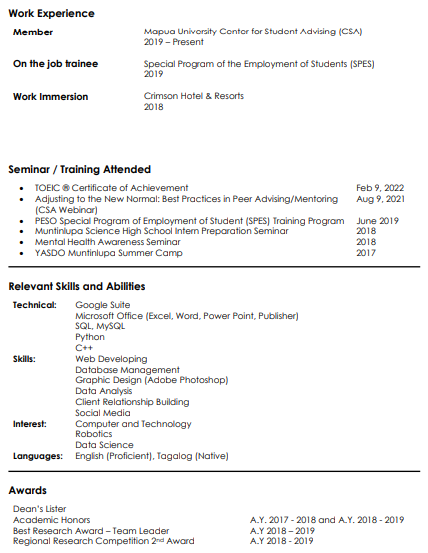 Work Experience
Member Mapua University Center for Student Advising (CSA)
2019 – Present
On the job trainee Special Program of the Employment of Students (SPES)
2019
Work Immersion Crimson Hotel & Resorts
2018
Seminar / Training Attended
• TOEIC ® Certificate of Achievement Feb 9, 2022
• Adjusting to the New Normal: Best Practices in Peer Advising/Mentoring Aug 9, 2021
(CSA Webinar)
• PESO Special Program of Employment of Student (SPES) Training Program June 2019
• Muntinlupa Science High School Intern Preparation Seminar 2018
• Mental Health Awareness Seminar 2018
• YASDO Muntinlupa Summer Camp 2017
Relevant Skills and Abilities
Technical: Google Suite
Microsoft Office (Excel, Word, Power Point, Publisher)
SQL, MySQL
Python
C++
Skills: Web Developing
Database Management
Graphic Design (Adobe Photoshop)
Data Analysis
Client Relationship Building
Social Media
Interest: Computer and Technology
Robotics
Data Science
Languages: English (Proficient), Tagalog (Native)
Awards
Dean's Lister
Academic Honors A.Y. 2017 - 2018 and A.Y. 2018 - 2019
Best Research Award – Team Leader A.Y 2018 – 2019
Regional Research Competition 2nd Award A.Y 2018 - 2019